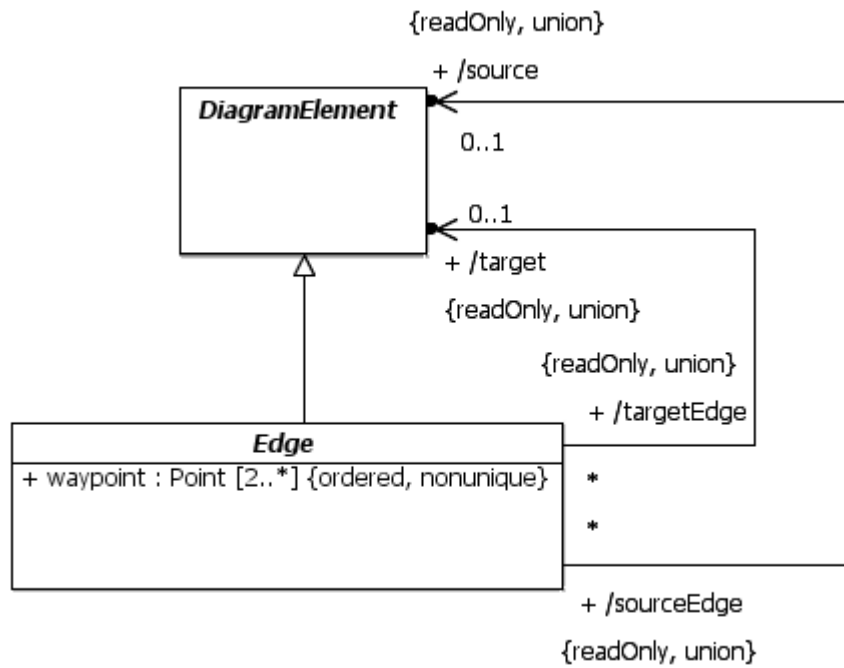 {readOnly, union}
+ /source
DiagramElement
0..1
0..1
+ /target
{readOnly, union}
{readOnly, union}
+ /targetEdge
Edge
+ waypoint : Point [2..*] {ordered, nonunique}
*
*
+ /sourceEdge
{readOnly, union}